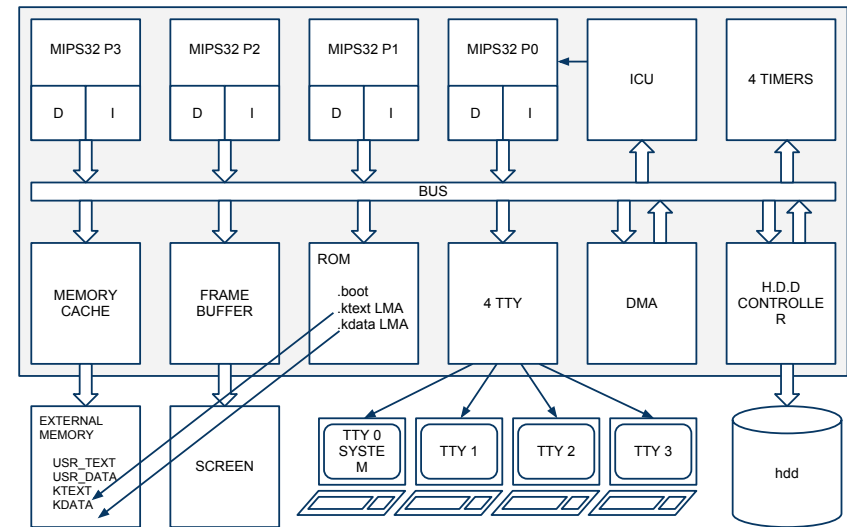 MIPS32 P3
MIPS32 P2
MIPS32 P1
MIPS32 P0
ICU
4 TIMERS
D
I
D
I
D
I
D
I
BUS
MEMORY
CACHE
FRAME
BUFFER
ROM
.boot
.ktext LMA
.kdata LMA
4 TTY
DMA
H.D.D
CONTROLLE
R
EXTERNAL
MEMORY
USR_TEXT
USR_DATA
KTEXT
KDATA
SCREEN
TTY 0
SYSTE
M
TTY 1
TTY 2
TTY 3
hdd